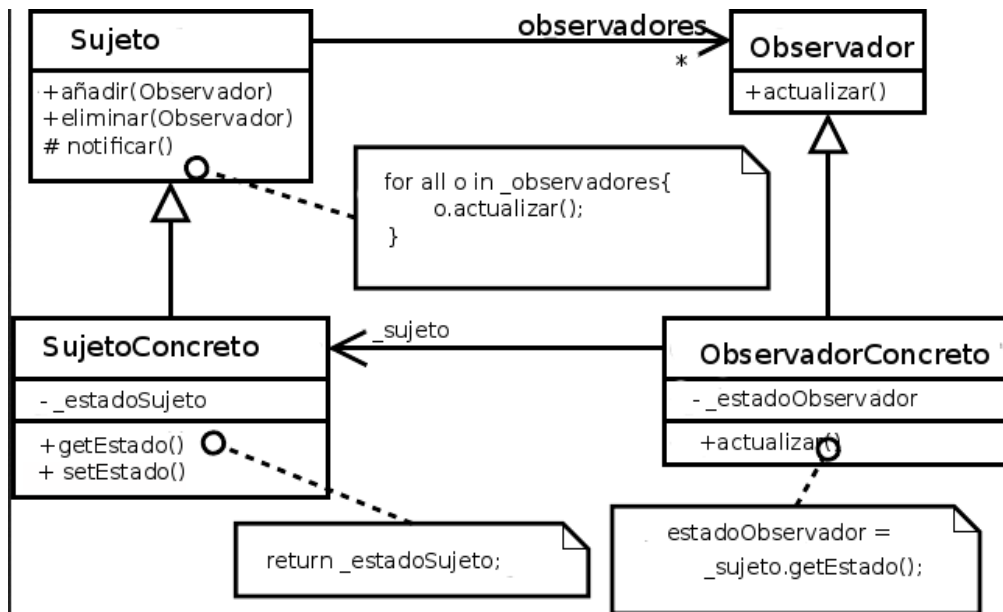 Sujeto
+añadir(Observador)
+eliminar(Observador)
# notificar()
observadores
*
Observador
+actualizar()
for all o in _observadores{
o.actualizar();
}
SujetoConcreto
- _estadoSujeto
+getEstado()
+ setEstado()
_sujeto
ObservadorConcreto
- _estadoObservador
+actualizar()
return _estadoSujeto;
estadoObservador =
_sujeto.getEstado();